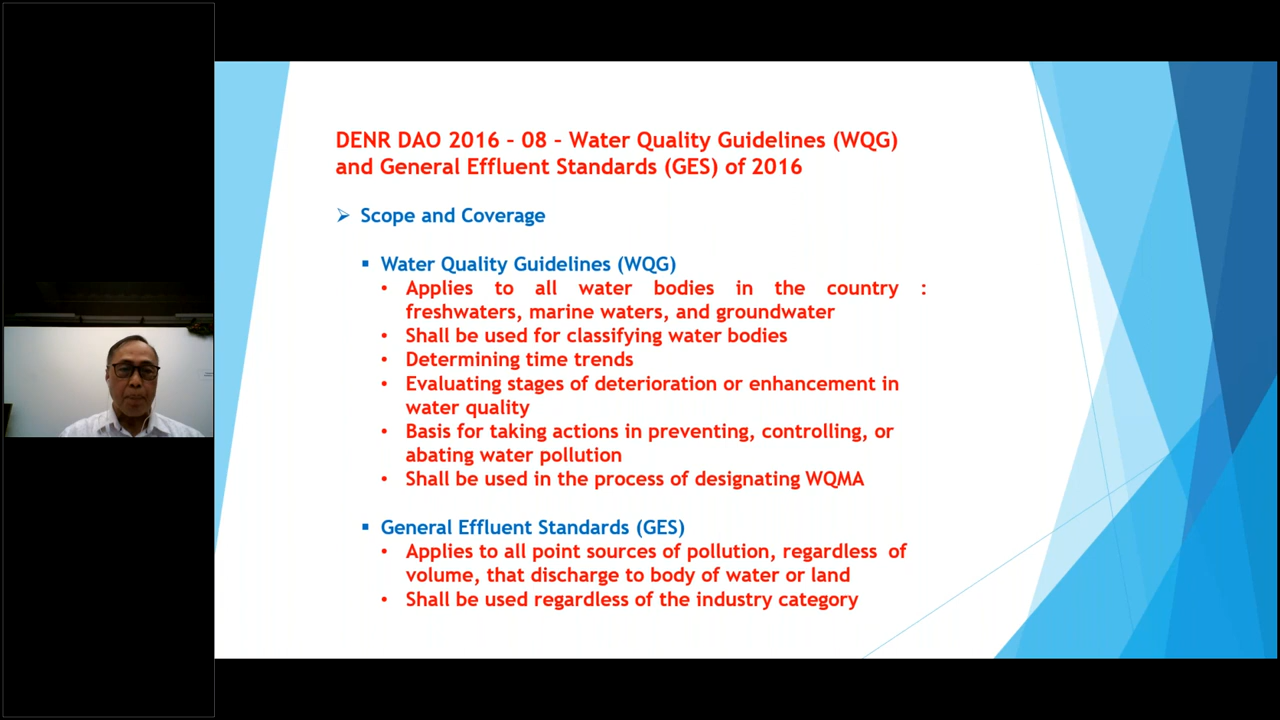 DENR DAO 2016 – 08 – Water Quality Guidelines (WQG)
and General Effluent Standards (GES) of 2016
Scope and Coverage
Water Quality Guidelines (WQG)
• Applies to all water bodies in the country :
freshwaters, marine waters, and groundwater
• Shall be used for classifying water bodies
• Determining time trends
• Evaluating stages of deterioration or enhancement in
water quality
• Basis for taking actions in preventing, controlling, or
abating water pollution
• Shall be used in the process of designating WQMA
General Effluent Standards (GES)
• Applies to all point sources of pollution, regardless of
volume, that discharge to body of water or land
• Shall be used regardless of the industry category